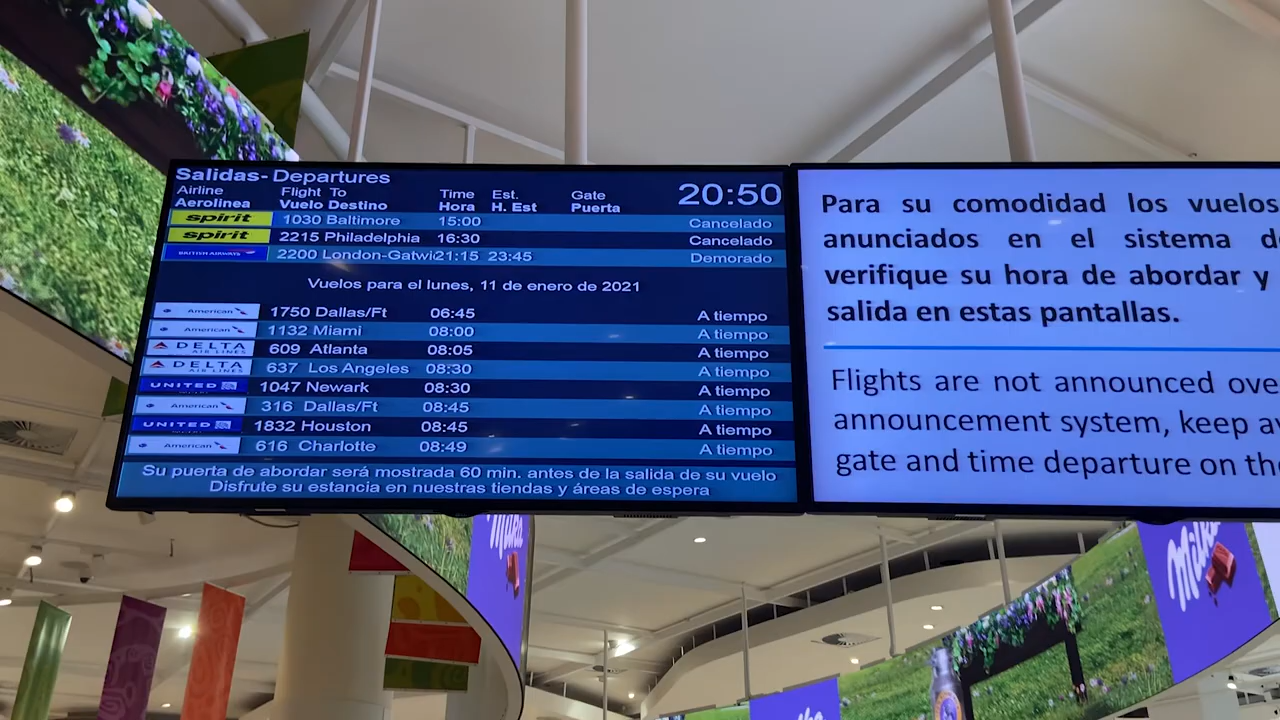 Salidas- Departures
20:50
Airline Flight To Time Est. Gate
Aerolinea Vuelo Destino Hora H. Est Puerta
spirit 1030 Baltimore 15:00 Cancelado
spirit 2215 Philadelphia 16:30 Cancelado
BRITISH AIRWAYS 2200 London-Gatwi21:15 23:45 Demorado
Vuelos para el lunes, 11 de enero de 2021
American 1750 Dallas/Ft 06:45 A tiempo
American 1132 Miami 08:00 A tiempo
DELTA AIR LINES 609 Atlanta 08:05 A tiempo
DELTA AIR LINES 637 Los Angeles 08:30 A tiempo
UNITED 1047 Newark 08:30 A tiempo
American 316 Dallas/Ft 08:45 A tiempo
UNITED 1832 Houston 08:45 A tiempo
American 616 Charlotte 08:49 A tiempo
Su puerta de abordar será mostrada 60 min. antes de la salida de su vuelo
Disfrute su estancia en nuestras tiendas y áreas de espera
Para su comodidad los vuelos
anunciados en el sistema d
verifique su hora de abordar y
salida en estas pantallas.
Flights are not announced ove
announcement system, keep a
gate and time departure on th
Milka
Milka